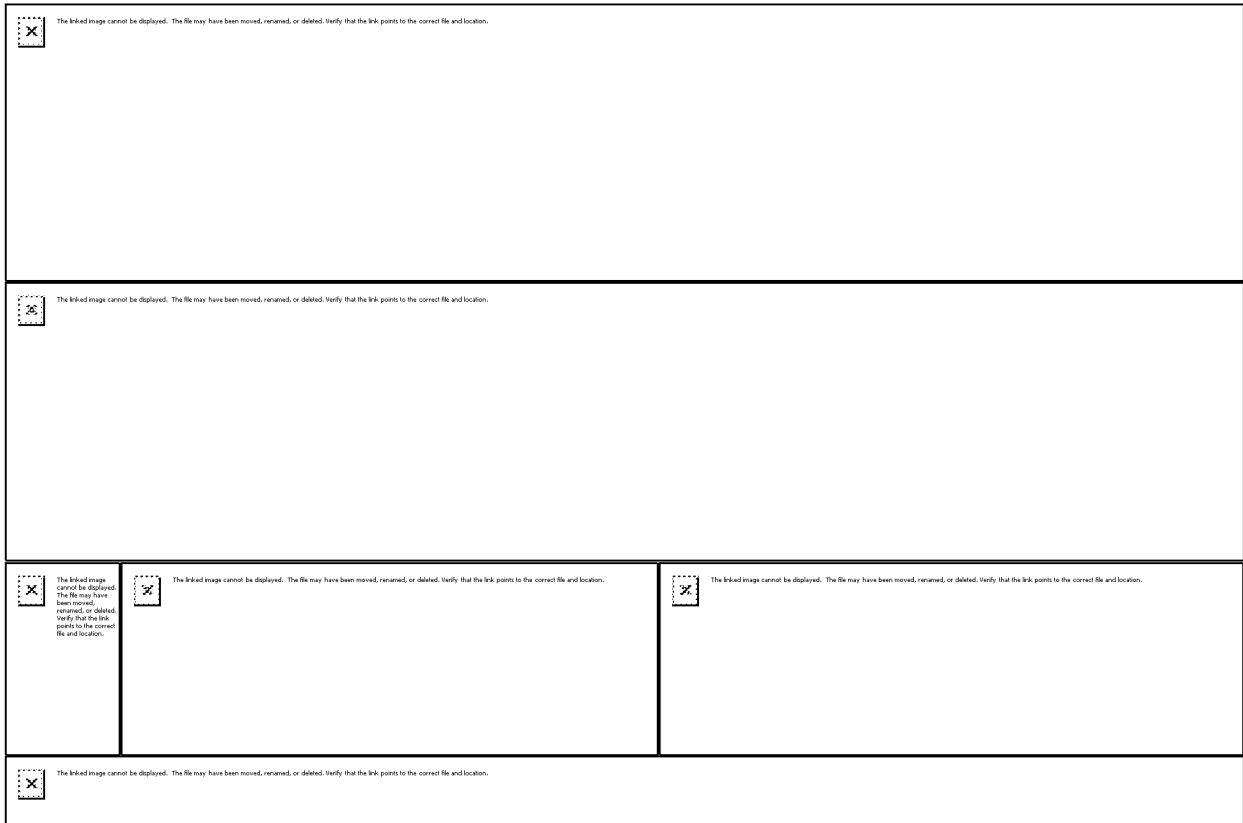 The linked image cannot be displayed.  The file may have been moved, renamed, or deleted. Verify that the link points to the correct file and location.
The linked image cannot be displayed.  The file may have been moved, renamed, or deleted. Verify that the link points to the correct file and location.
The linked image
cannot be displayed.
The file may have
been moved,
renamed, or deleted.
Verify that the link
points to the correct
file and location.
The linked image cannot be displayed.  The file may have been moved, renamed, or deleted. Verify that the link points to the correct file and location.
The linked image cannot be displayed.  The file may have been moved, renamed, or deleted. Verify that the link points to the correct file and location.
The linked image cannot be displayed.  The file may have been moved, renamed, or deleted. Verify that the link points to the correct file and location.